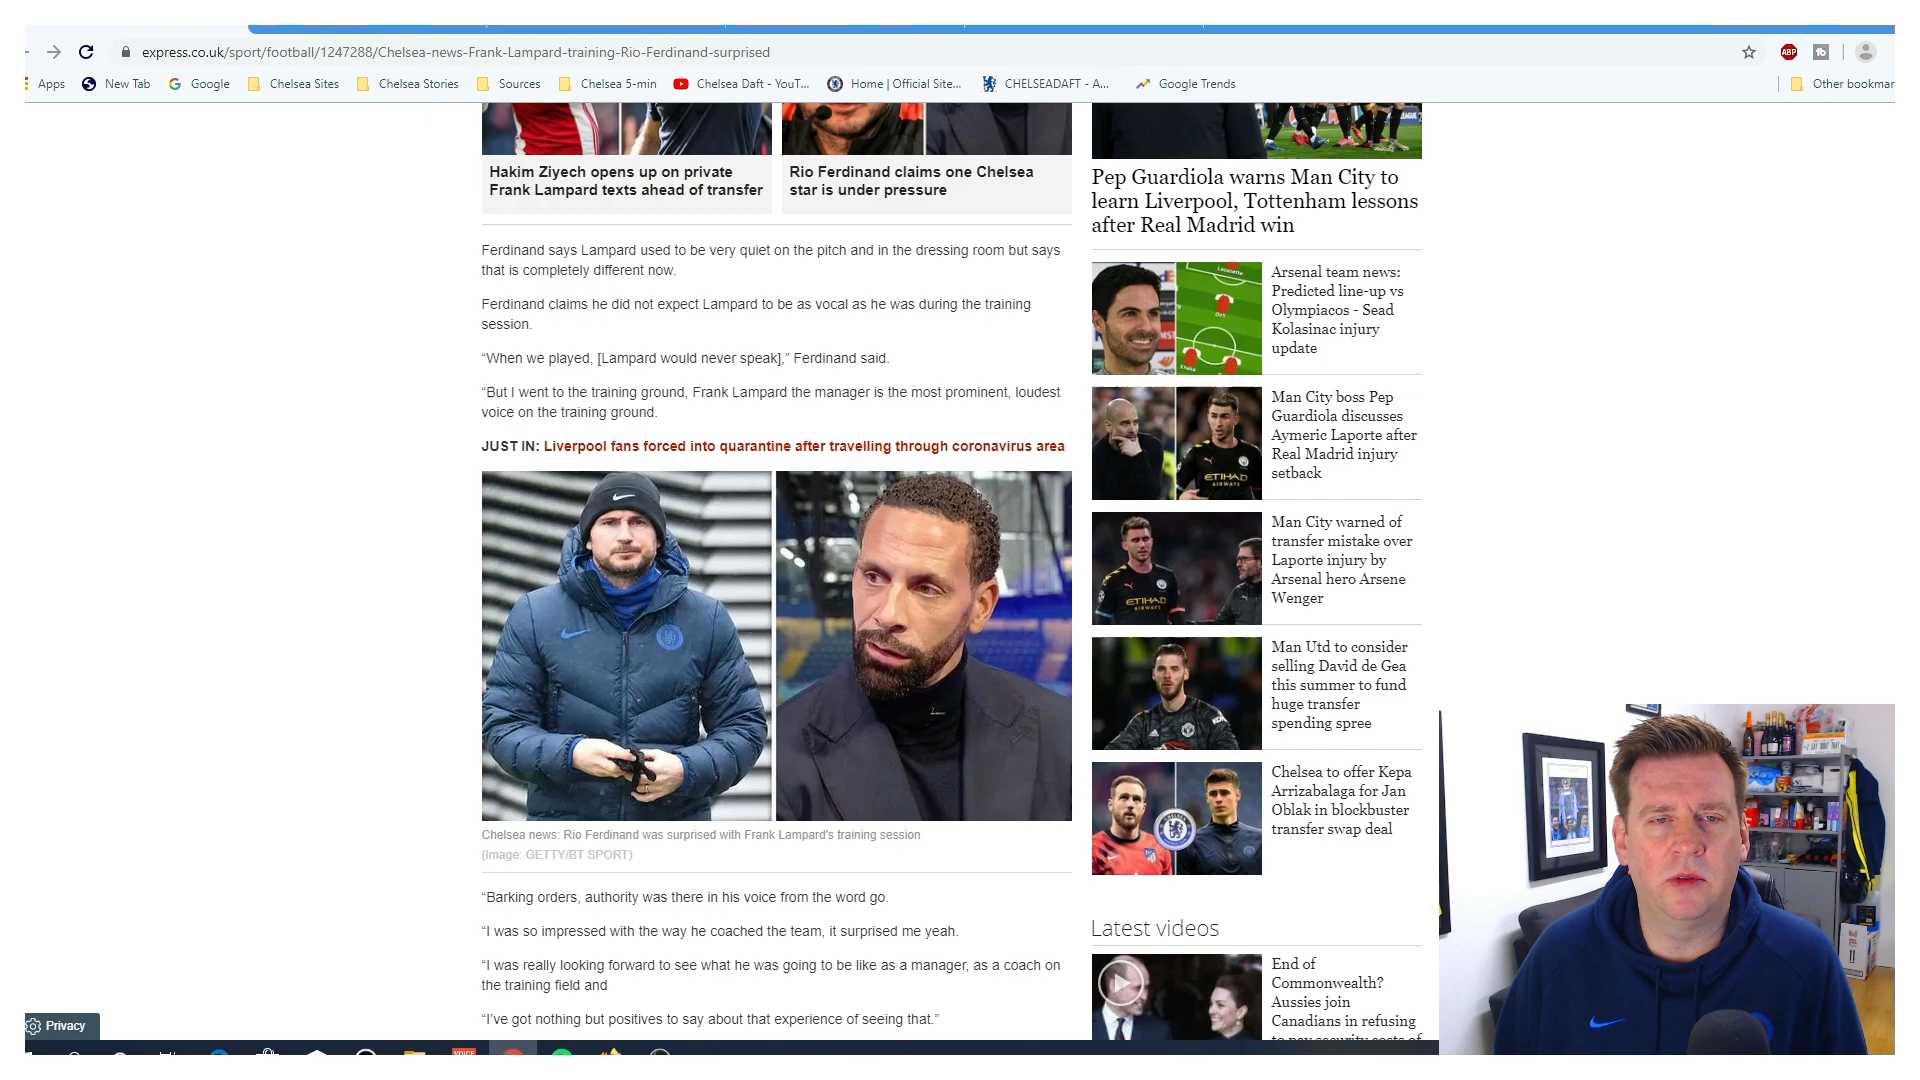 express.co.uk/sport/football/1247288/Chelsea-news-Frank-Lampard-training-Rio-Ferdinand-surprised
ABP
Apps
New Tab
Google
Chelsea Sites
Chelsea Stories
Sources
Chelsea 5-min
Chelsea Daft - YouT...
Home | Official Site...
CHELSEADAFT - A...
Google Trends
Other bookmar
Hakim Ziyech opens up on private
Frank Lampard texts ahead of transfer
Rio Ferdinand claims one Chelsea
star is under pressure
Ferdinand says Lampard used to be very quiet on the pitch and in the dressing room but says
that is completely different now.
Ferdinand claims he did not expect Lampard to be as vocal as he was during the training
session.
“When we played, [Lampard would never speak],” Ferdinand said.
“But I went to the training ground, Frank Lampard the manager is the most prominent, loudest
voice on the training ground.
JUST IN: Liverpool fans forced into quarantine after travelling through coronavirus area
Chelsea news: Rio Ferdinand was surprised with Frank Lampard's training session
(Image: GETTY/BT SPORT)
“Barking orders, authority was there in his voice from the word go.
“I was so impressed with the way he coached the team, it surprised me yeah.
“I was really looking forward to see what he was going to be like as a manager, as a coach on
the training field and
“I’ve got nothing but positives to say about that experience of seeing that.”
Pep Guardiola warns Man City to
learn Liverpool, Tottenham lessons
after Real Madrid win
Arsenal team news:
Predicted line-up vs
Olympiacos - Sead
Kolasinac injury
update
Lacazette
Ozil
Xhaka
Man City boss Pep
Guardiola discusses
Aymeric Laporte after
Real Madrid injury
setback
ETIHAD
AIRWAYS
Man City warned of
transfer mistake over
Laporte injury by
Arsenal hero Arsene
Wenger
ETIHAD
AIRWAYS
Man Utd to consider
selling David de Gea
this summer to fund
huge transfer
spending spree
Chelsea to offer Kepa
Arrizabalaga for Jan
Oblak in blockbuster
transfer swap deal
Latest videos
End of
Commonwealth?
Aussies join
Canadians in refusing
to pay security costs of
Privacy
VOICE